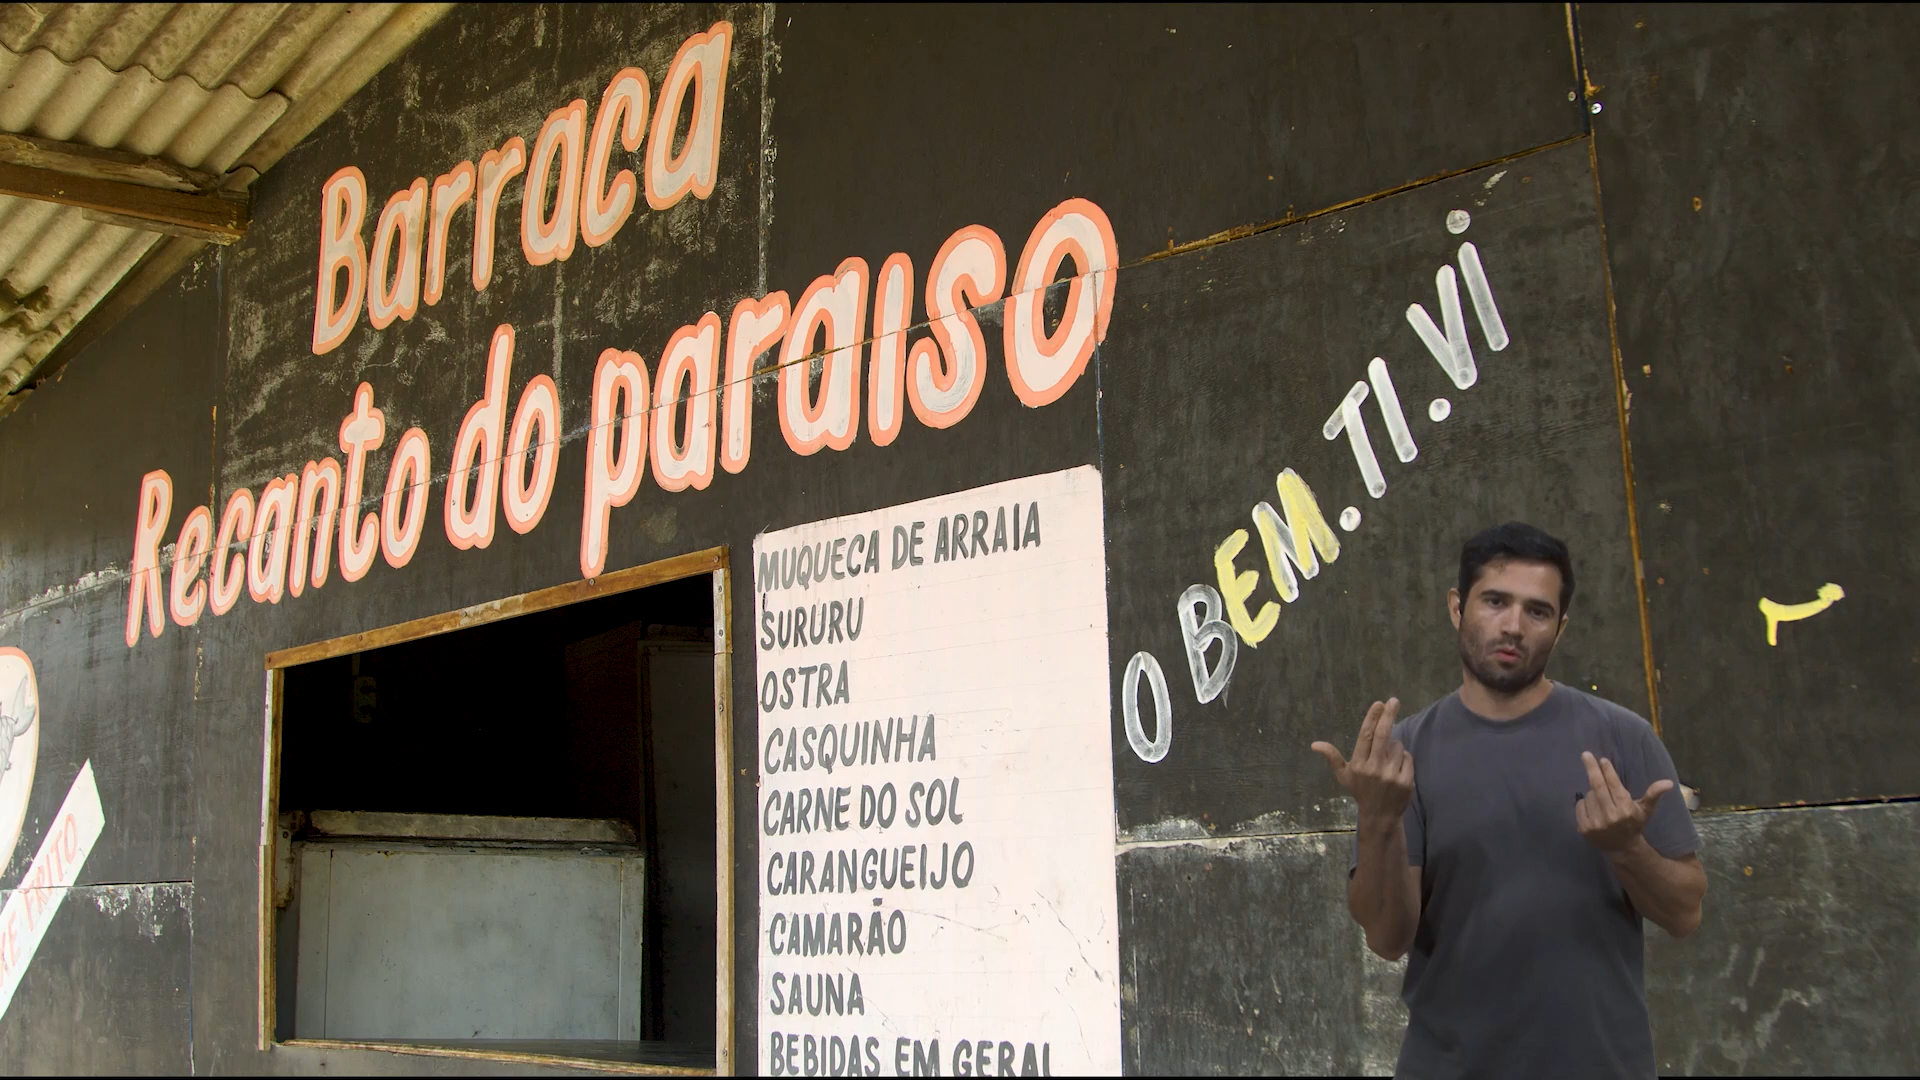 Barraca
Recanto do paraiso
MUQUECA DE ARRAIA
SURURU
OSTRA
CASQUINHA
CARNE DO SOL
CARANGUEIJO
CAMARÃO
SAUNA
BEBIDAS EM GERAL
O BEM.TI.Vi
FRITO